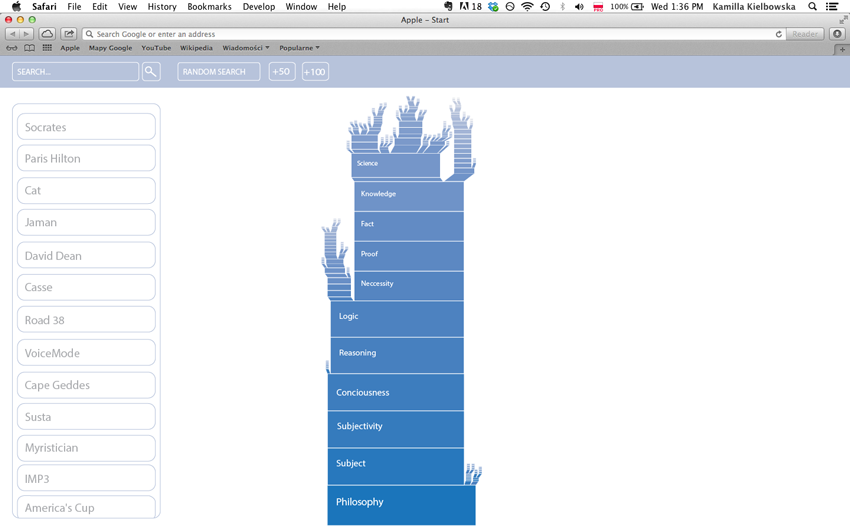 Safari File Edit View History Bookmarks Develop Window Help 18 100% Wed 1:36 PM Kamilla Kielbowska
Apple – Start
Search Google or enter an address
Reader
Apple Mapy Google YouTube Wikipedia Wiadomości Popularne
SEARCH... RANDOM SEARCH +50 +100
Socrates
Paris Hilton
Cat
Jaman
David Dean
Casse
Road 38
VoiceMode
Cape Geddes
Susta
Myristician
IMP3
America's Cup
Science
Knowledge
Fact
Proof
Neccessity
Logic
Reasoning
Conciousness
Subjectivity
Subject
Philosophy